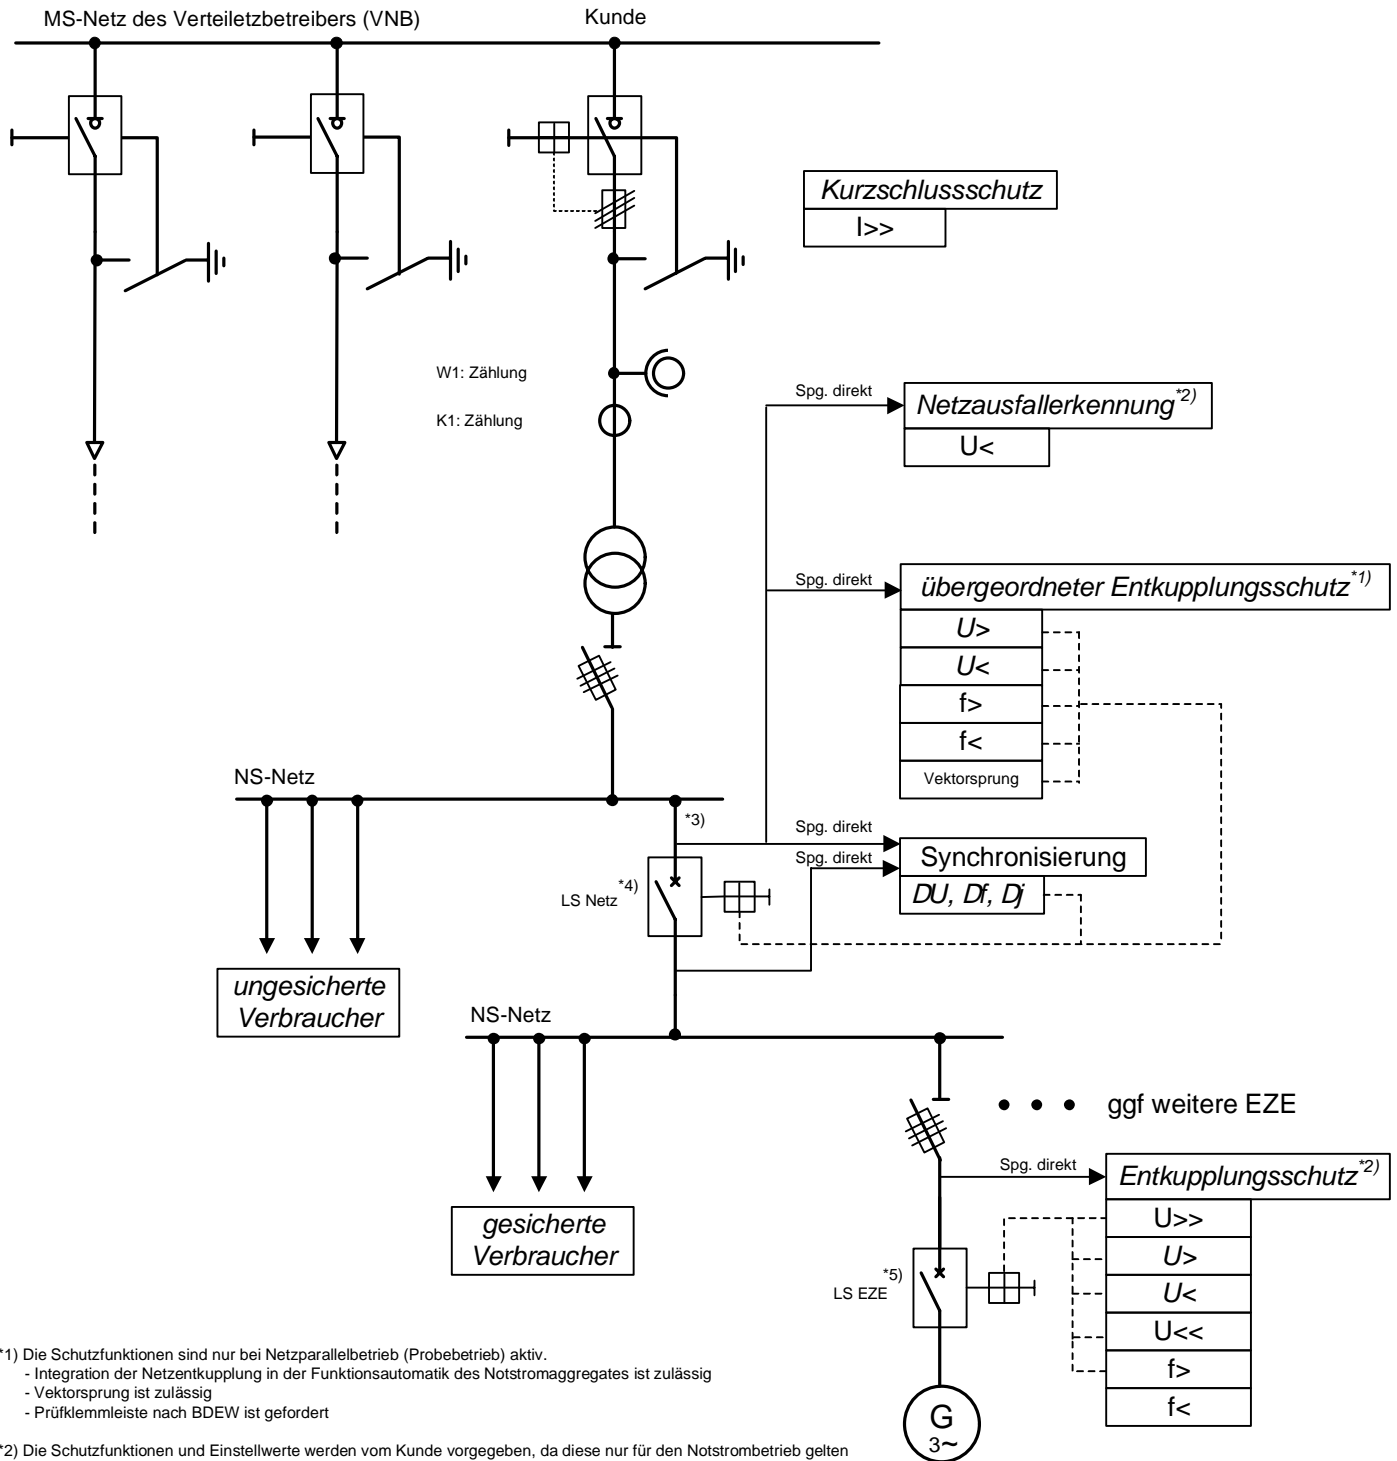 MS-Netz des Verteiletzbetreibers (VNB)
Kunde
Kurzschlussschutz
I>>
W1: Zählung
K1: Zählung
Spg. direkt
Netzausfallerkennung*2)
U<
Spg. direkt
übergeordneter Entkupplungsschutz*1)
U>
U<
f>
f<
Vektorsprung
NS-Netz
*3)
Spg. direkt
Spg. direkt
Synchronisierung
DU, Df, Dj
*4)
LS Netz
ungesicherte
Verbraucher
NS-Netz
ggf weitere EZE
Spg. direkt
Entkupplungsschutz*2)
U>>
U>
U<
U<<
f>
f<
gesicherte
Verbraucher
*5)
LS EZE
G
3~
*1) Die Schutzfunktionen sind nur bei Netzparallelbetrieb (Probebetrieb) aktiv.
- Integration der Netzentkupplung in der Funktionsautomatik des Notstromaggregates ist zulässig
- Vektorsprung ist zulässig
- Prüfklemmleiste nach BDEW ist gefordert
*2) Die Schutzfunktionen und Einstellwerte werden vom Kunde vorgegeben, da diese nur für den Notstrombetrieb gelten